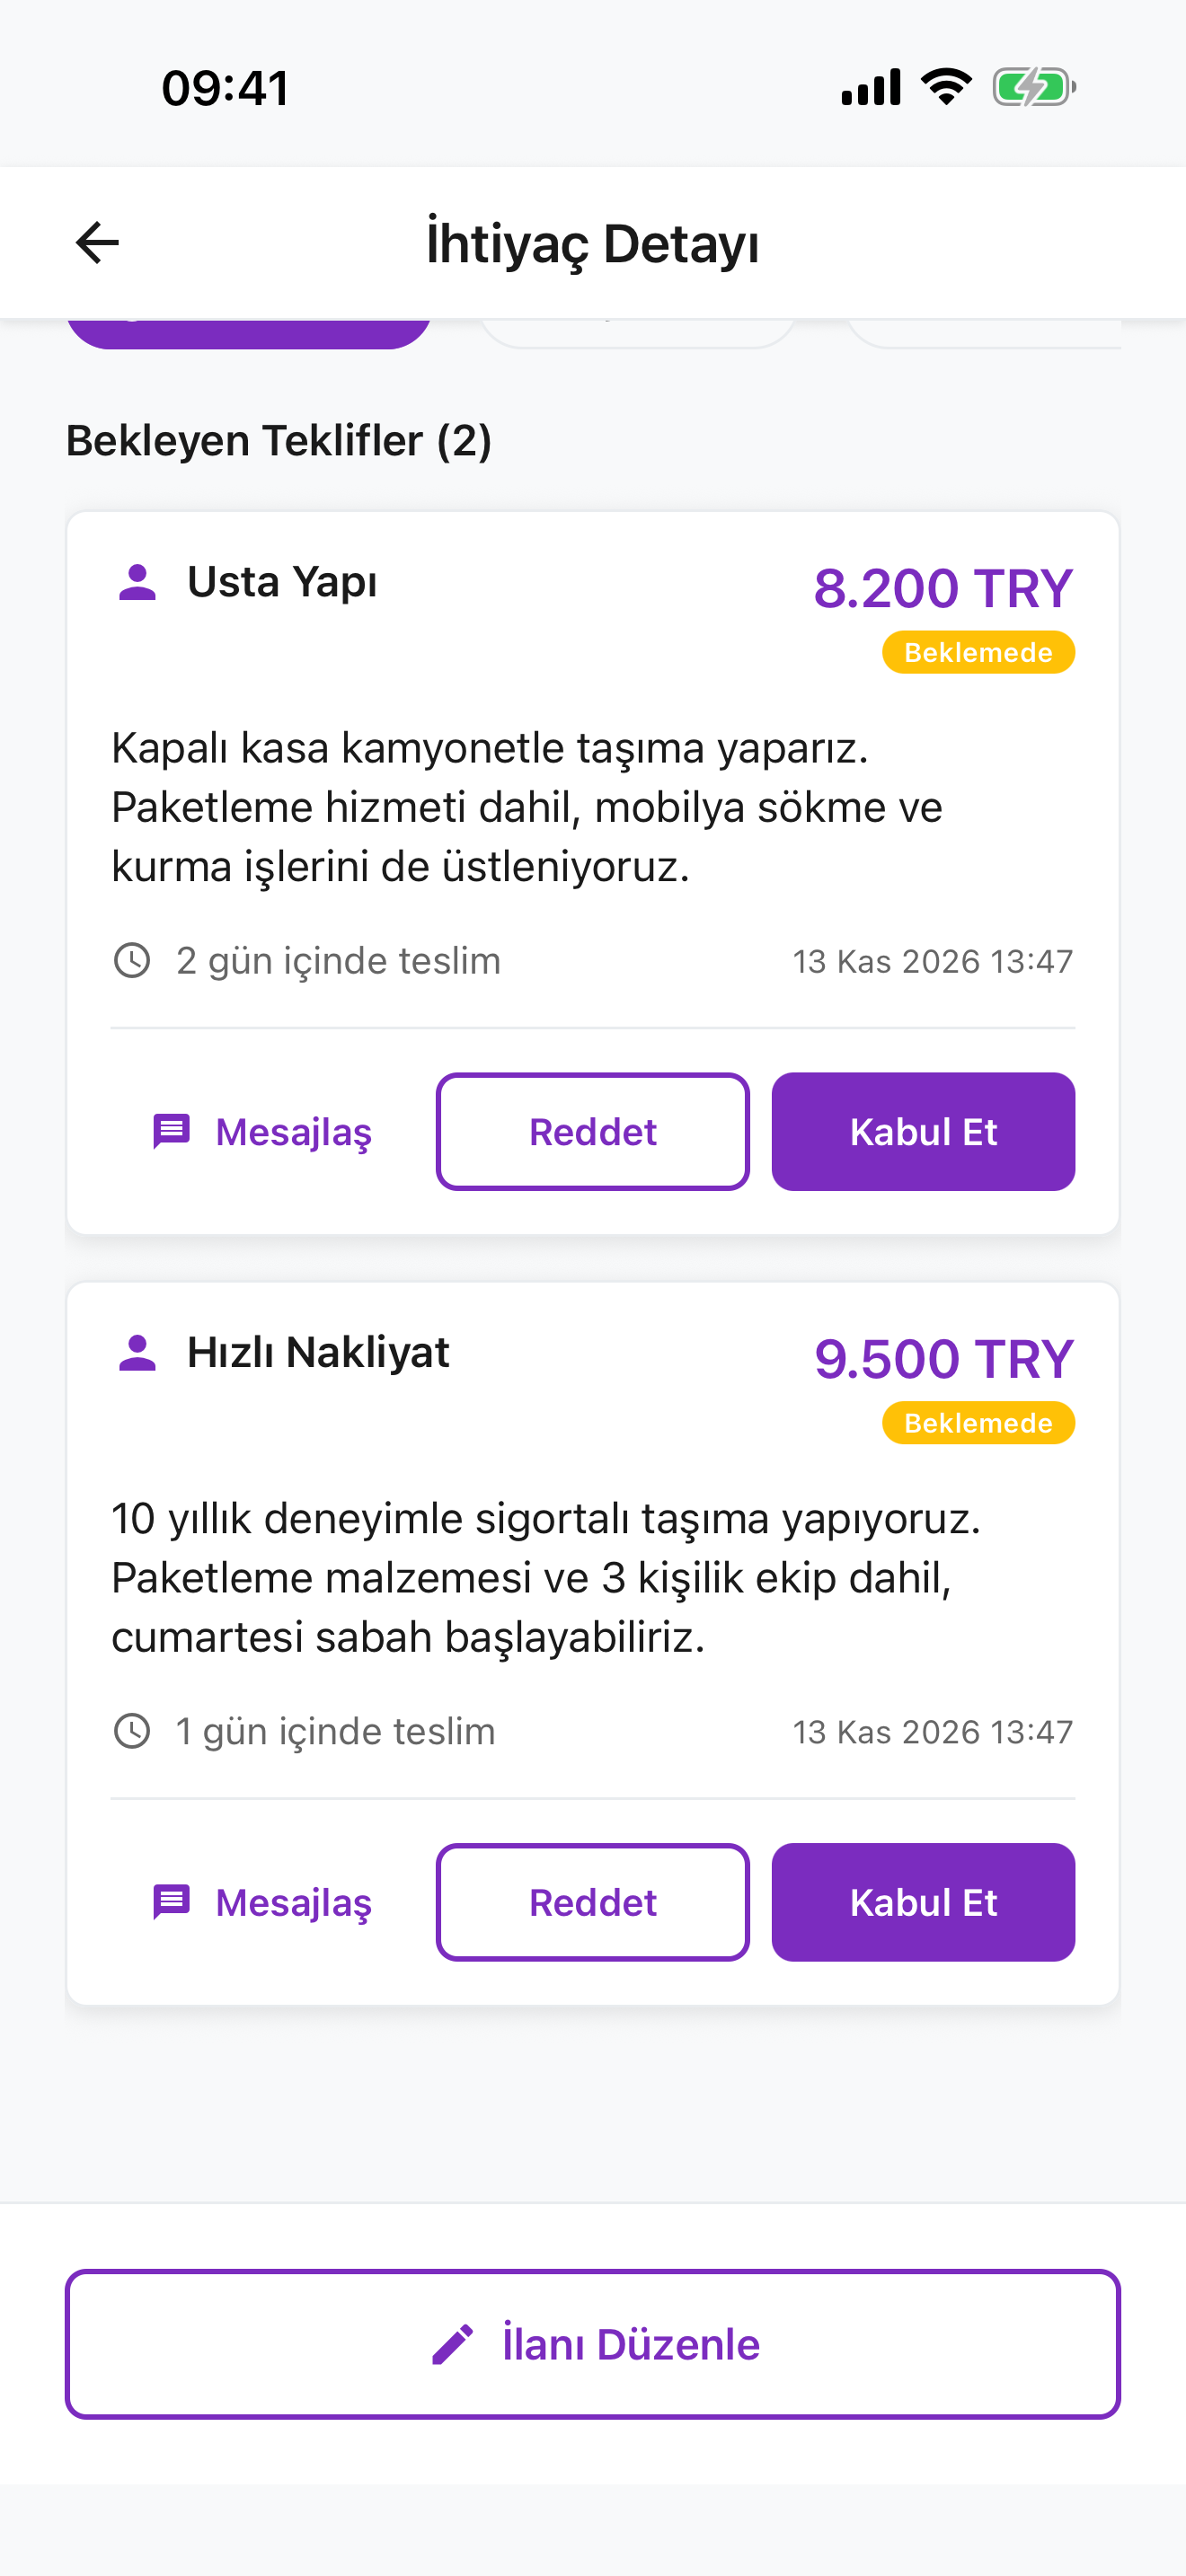 09:41
İhtiyaç Detayı
Bekleyen Teklifler (2)
Usta Yapı
8.200 TRY
Beklemede
Kapalı kasa kamyonetle taşıma yaparız.
Paketleme hizmeti dahil, mobilya sökme ve
kurma işlerini de üstleniyoruz.
2 gün içinde teslim
13 Kas 2026 13:47
Mesajlaş
Reddet
Kabul Et
Hızlı Nakliyat
9.500 TRY
Beklemede
10 yıllık deneyimle sigortalı taşıma yapıyoruz.
Paketleme malzemesi ve 3 kişilik ekip dahil,
cumartesi sabah başlayabiliriz.
1 gün içinde teslim
13 Kas 2026 13:47
Mesajlaş
Reddet
Kabul Et
İlanı Düzenle